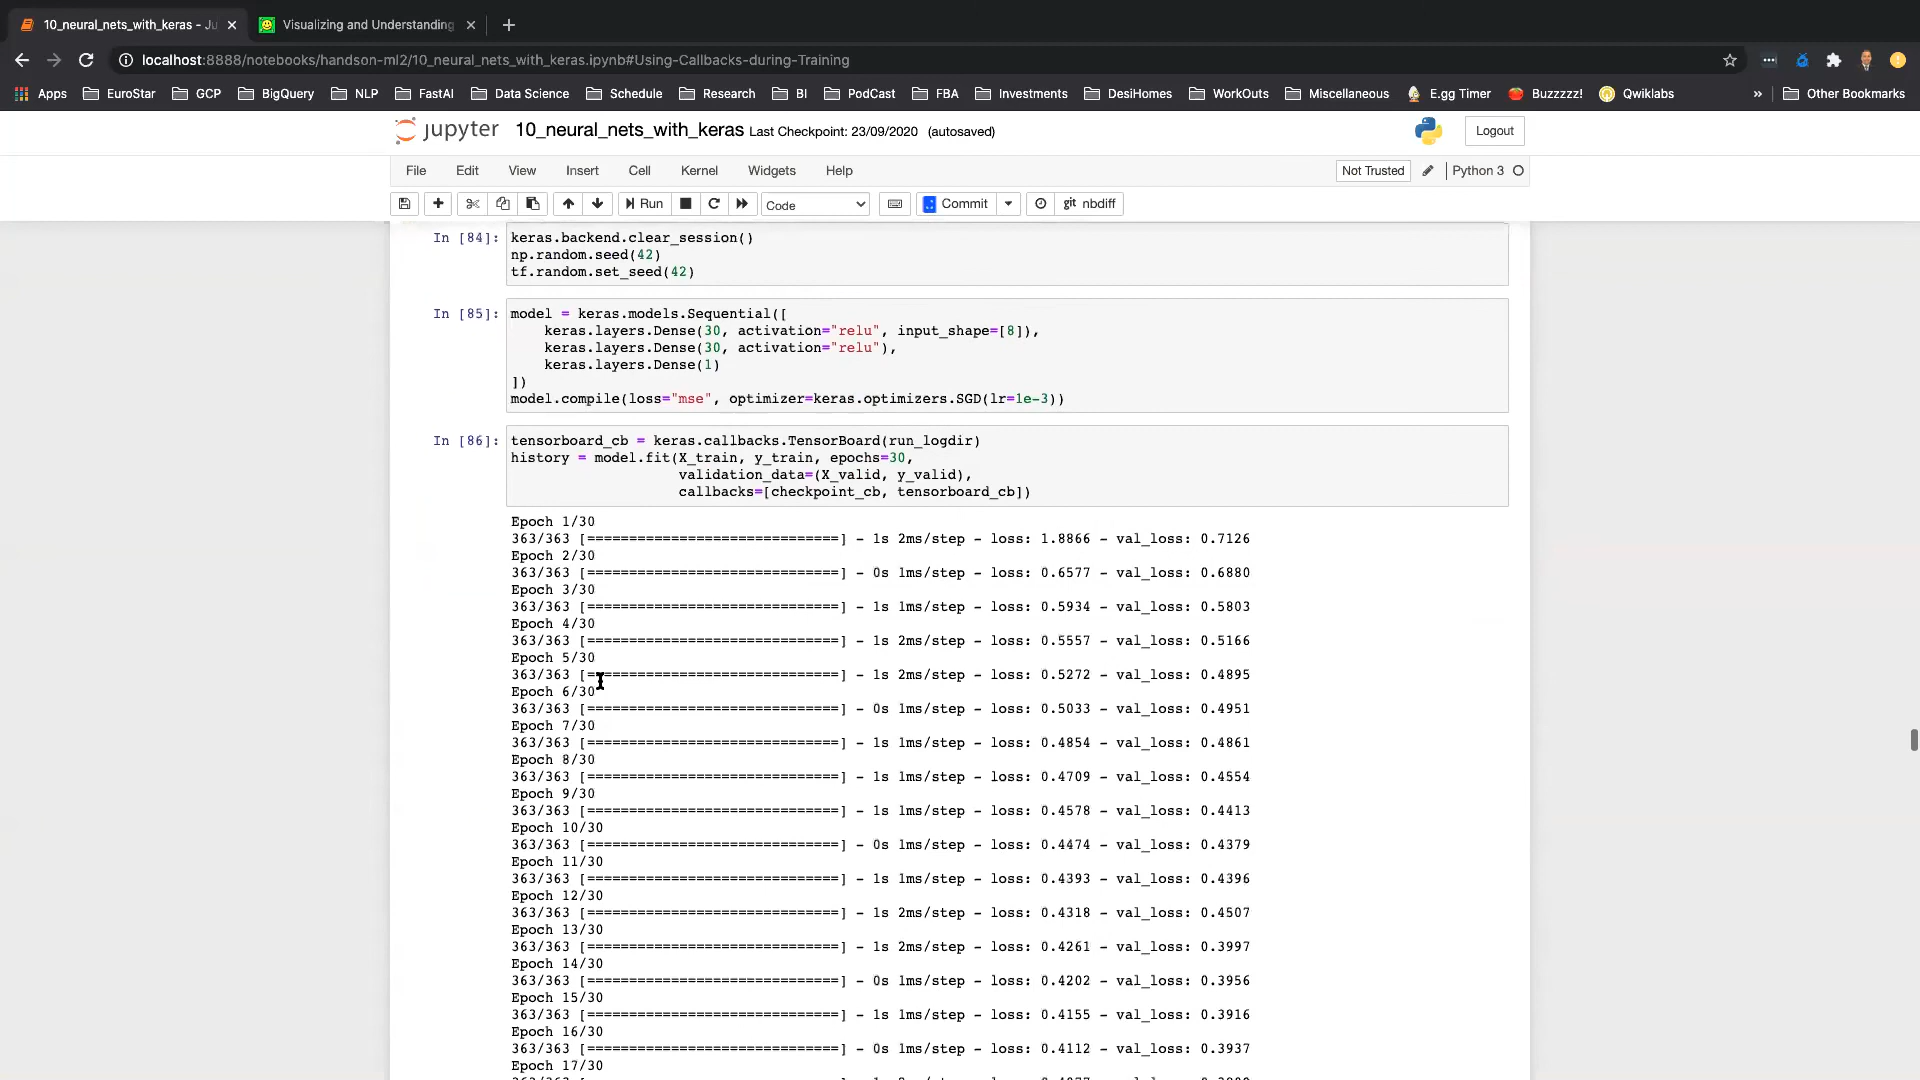 10_neural_nets_with_keras - Ju
Visualizing and Understanding
localhost:8888/notebooks/handson-ml2/10_neural_nets_with_keras.ipynb#Using-Callbacks-during-Training
Apps EuroStar GCP BigQuery NLP FastAI Data Science Schedule Research BI PodCast FBA Investments DesiHomes WorkOuts Miscellaneous E.gg Timer Buzzzzz! Qwiklabs » Other Bookmarks
jupyter 10_neural_nets_with_keras Last Checkpoint: 23/09/2020 (autosaved) Logout
File Edit View Insert Cell Kernel Widgets Help Not Trusted Python 3
Run Code Commit git nbdiff
In [84]: keras.backend.clear_session()
np.random.seed(42)
tf.random.set_seed(42)
In [85]: model = keras.models.Sequential([
keras.layers.Dense(30, activation="relu", input_shape=[8]),
keras.layers.Dense(30, activation="relu"),
keras.layers.Dense(1)
])
model.compile(loss="mse", optimizer=keras.optimizers.SGD(lr=1e-3))
In [86]: tensorboard_cb = keras.callbacks.TensorBoard(run_logdir)
history = model.fit(X_train, y_train, epochs=30,
validation_data=(X_valid, y_valid),
callbacks=[checkpoint_cb, tensorboard_cb])
Epoch 1/30
363/363 [==============================] - 1s 2ms/step - loss: 1.8866 - val_loss: 0.7126
Epoch 2/30
363/363 [==============================] - 0s 1ms/step - loss: 0.6577 - val_loss: 0.6880
Epoch 3/30
363/363 [==============================] - 1s 1ms/step - loss: 0.5934 - val_loss: 0.5803
Epoch 4/30
363/363 [==============================] - 1s 2ms/step - loss: 0.5557 - val_loss: 0.5166
Epoch 5/30
363/363 [==============================] - 1s 2ms/step - loss: 0.5272 - val_loss: 0.4895
Epoch 6/30
363/363 [==============================] - 0s 1ms/step - loss: 0.5033 - val_loss: 0.4951
Epoch 7/30
363/363 [==============================] - 1s 1ms/step - loss: 0.4854 - val_loss: 0.4861
Epoch 8/30
363/363 [==============================] - 1s 1ms/step - loss: 0.4709 - val_loss: 0.4554
Epoch 9/30
363/363 [==============================] - 1s 1ms/step - loss: 0.4578 - val_loss: 0.4413
Epoch 10/30
363/363 [==============================] - 0s 1ms/step - loss: 0.4474 - val_loss: 0.4379
Epoch 11/30
363/363 [==============================] - 1s 1ms/step - loss: 0.4393 - val_loss: 0.4396
Epoch 12/30
363/363 [==============================] - 1s 2ms/step - loss: 0.4318 - val_loss: 0.4507
Epoch 13/30
363/363 [==============================] - 1s 2ms/step - loss: 0.4261 - val_loss: 0.3997
Epoch 14/30
363/363 [==============================] - 0s 1ms/step - loss: 0.4202 - val_loss: 0.3956
Epoch 15/30
363/363 [==============================] - 1s 1ms/step - loss: 0.4155 - val_loss: 0.3916
Epoch 16/30
363/363 [==============================] - 0s 1ms/step - loss: 0.4112 - val_loss: 0.3937
Epoch 17/30